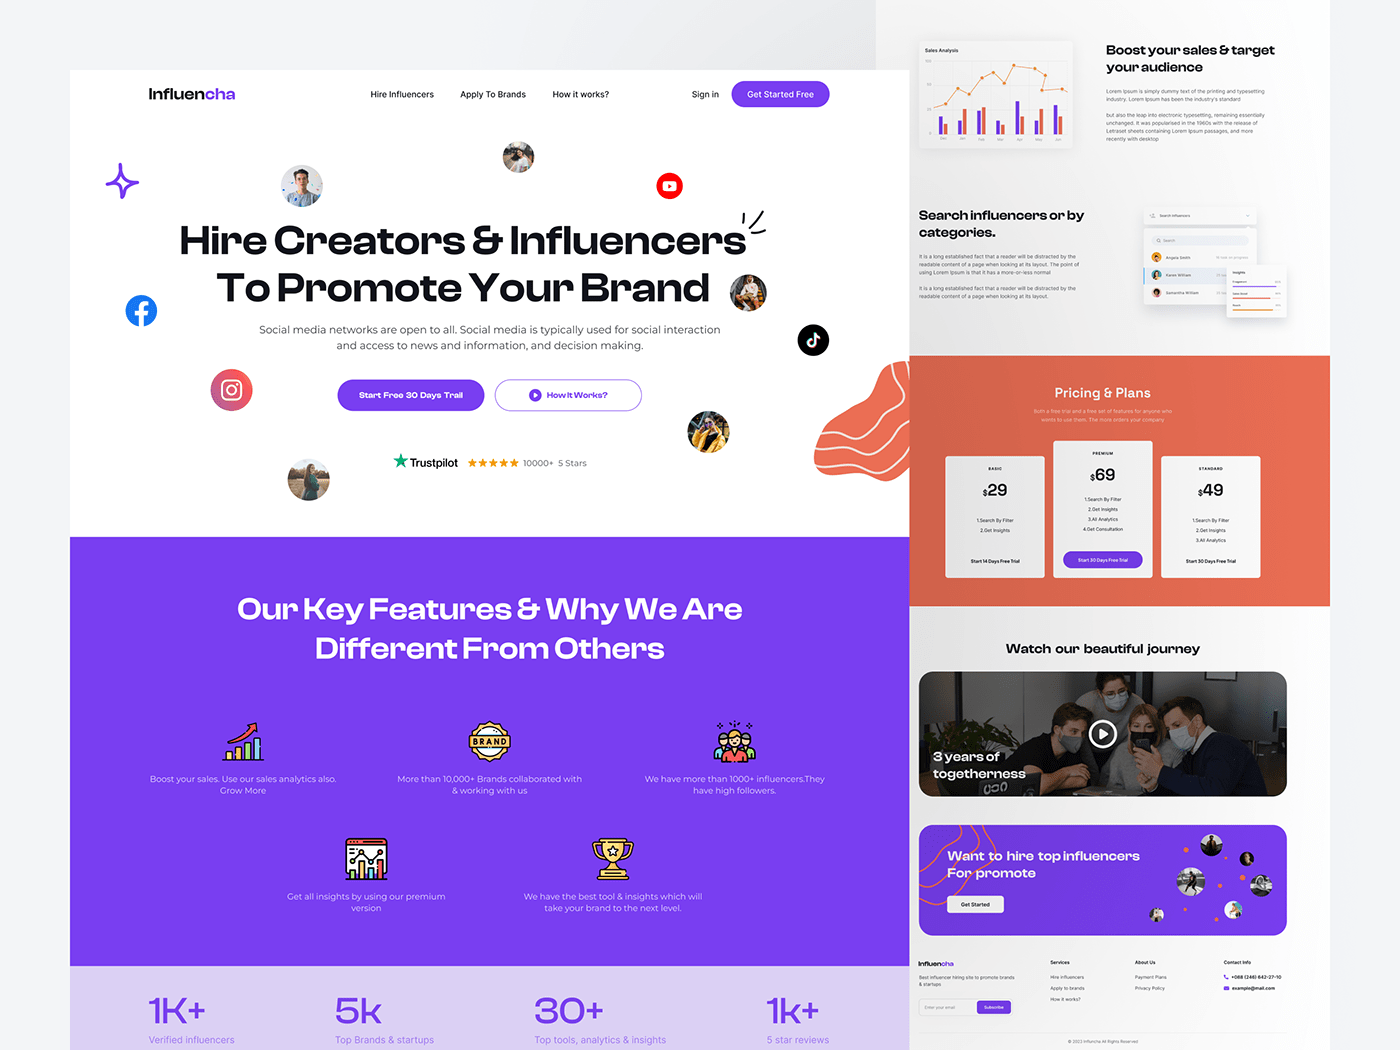 Influencha
Hire Influencers
Apply To Brands
How it works?
Sign in
Get Started Free
Hire Creators & Influencers
To Promote Your Brand
Social media networks are open to all. Social media is typically used for social interaction
and access to news and information, and decision making.
Start Free 30 Days Trail
How It Works?
Trustpilot
10000+ 5 Stars
Our Key Features & Why We Are
Different From Others
Boost your sales. Use our sales analytics also.
Grow More
BRAND
More than 10,000+ Brands collaborated with
& working with us
We have more than 1000+ influencers.They
have high followers.
Get all insights by using our premium
version
We have the best tool & insights which will
take your brand to the next level.
1K+
Verified influencers
5k
Top Brands & startups
30+
Top tools, analytics & insights
1k+
5 star reviews
Sales Analysis
Boost your sales & target
your audience
Lorem Ipsum is simply dummy text of the printing and typesetting
industry. Lorem Ipsum has been the industry's standard
but also the leap into electronic typesetting, remaining essentially
unchanged. It was popularised in the 1960s with the release of
Letraset sheets containing Lorem Ipsum passages, and more
recently with desktop
Search influencers or by
categories.
It is a long established fact that a reader will be distracted by the
readable content of a page when looking at its layout. The point of
using Lorem Ipsum is that it has a more-or-less normal
It is a long established fact that a reader will be distracted by the
readable content of a page when looking at its layout.
Search Influencers
Search
Angela Smith
Karen William
Samantha William
Insights
Pricing & Plans
Both a free trial and a free set of features for anyone who
wants to use them. The more orders your company
BASIC
$29
1.Search By Filter
2.Get Insights
Start 14 Days Free Trial
PREMIUM
$69
1.Search By Filter
2.Get Insights
3.All Analytics
4.Get Consultation
Start 30 Days Free Trial
STANDARD
$49
1.Search By Filter
2.Get Insights
3.All Analytics
Start 30 Days Free Trial
Watch our beautiful journey
3 years of
togetherness
Want to hire top influencers
For promote
Get Started
Influencha
Best influencer hiring site to promote brands
& startups
Enter your email
Subscribe
Services
Hire influencers
Apply to brands
How it works?
About Us
Payment Plans
Privacy Policy
Contact Info
+088 (246) 642-27-10
example@mail.com
© 2022 Influncha All Rights Reserved